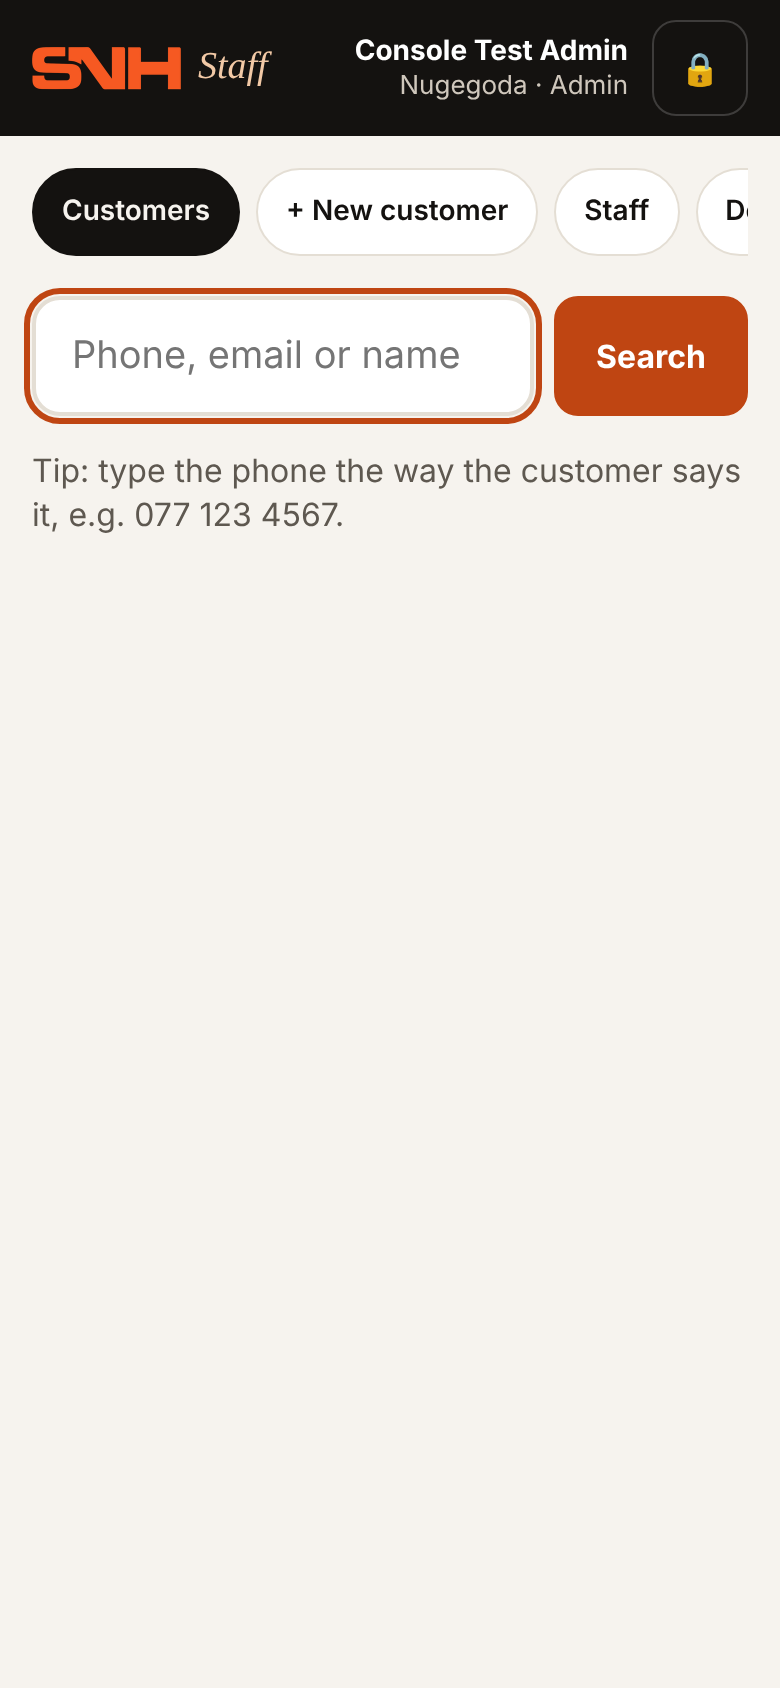 SNH Staff
Console Test Admin
Nugegoda · Admin
Customers
+ New customer
Staff
Phone, email or name
Search
Tip: type the phone the way the customer says
it, e.g. 077 123 4567.